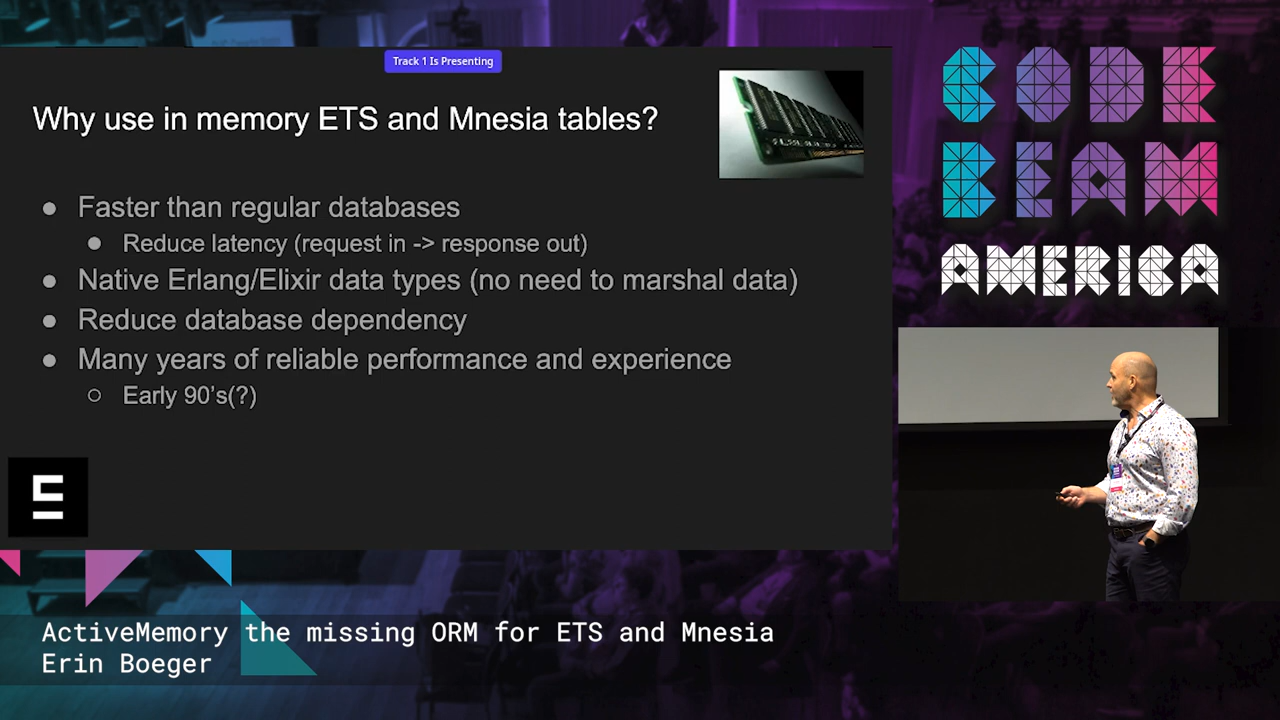 Track 1 Is Presenting
Why use in memory ETS and Mnesia tables?
● Faster than regular databases
● Reduce latency (request in -> response out)
● Native Erlang/Elixir data types (no need to marshal data)
● Reduce database dependency
● Many years of reliable performance and experience
○ Early 90's(?)
CODE
BEAM
AMERICA
ActiveMemory the missing ORM for ETS and Mnesia
Erin Boeger